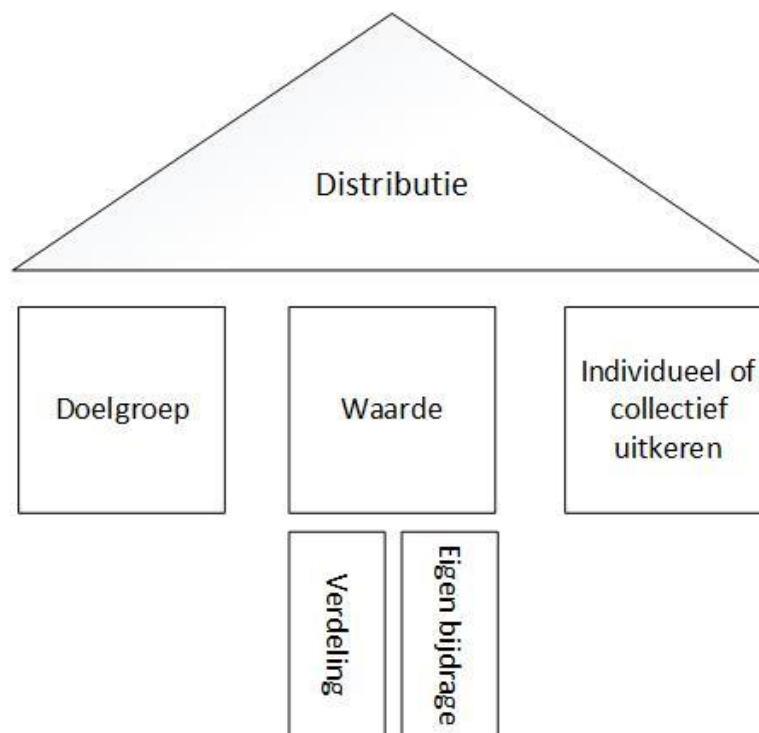 Distributie
Doelgroep
Waarde
Individueel of
collectief
uitkeren
Verdeling
Eigen bijdrage